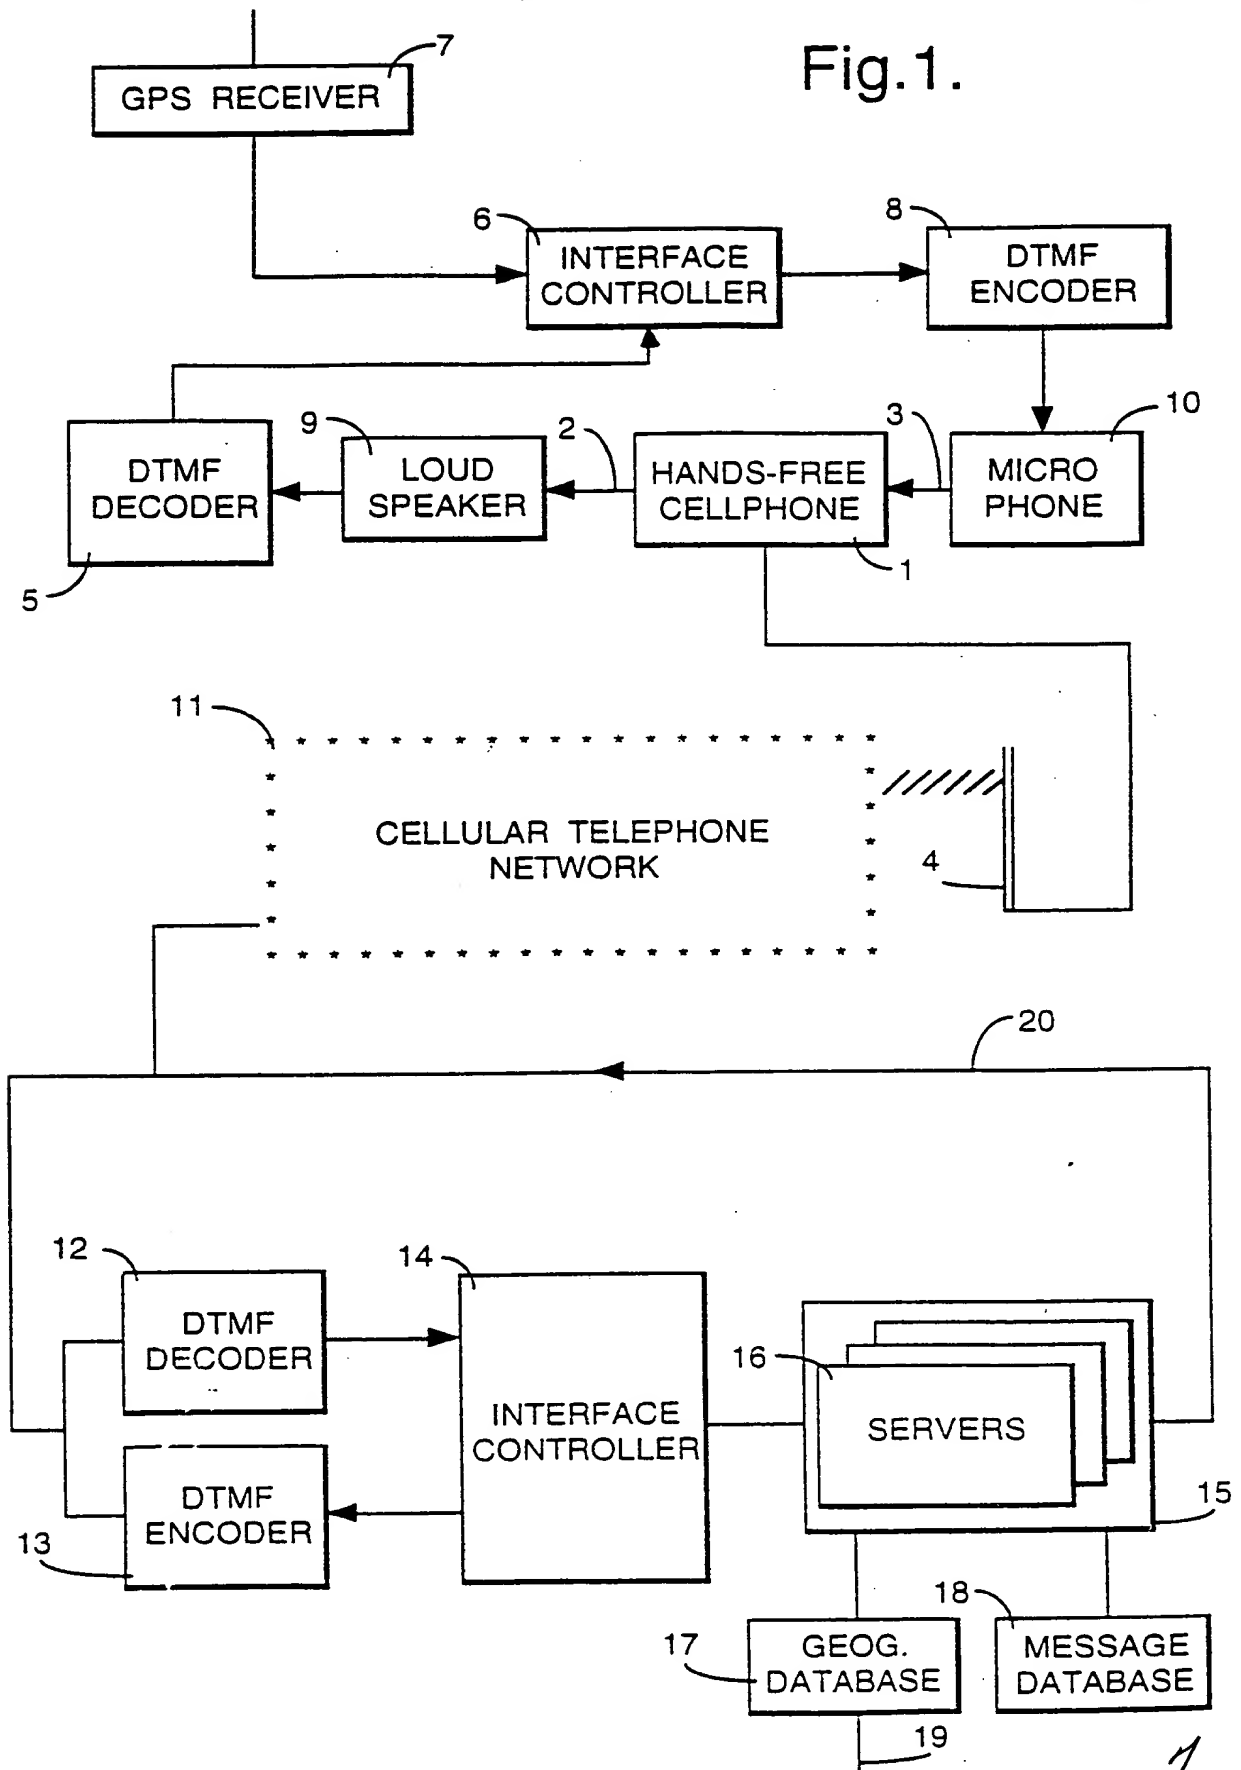 7
Fig.1.
GPS RECEIVER
6
8
INTERFACE
CONTROLLER
DTMF
ENCODER
9
2
3
10
DTMF
DECODER
LOUD
SPEAKER
HANDS-FREE
CELLPHONE
MICRO
PHONE
5
1
11
CELLULAR TELEPHONE
NETWORK
4
20
12
14
DTMF
DECODER
16
INTERFACE
CONTROLLER
SERVERS
DTMF
ENCODER
13
15
18
17
GEOG.
DATABASE
MESSAGE
DATABASE
19